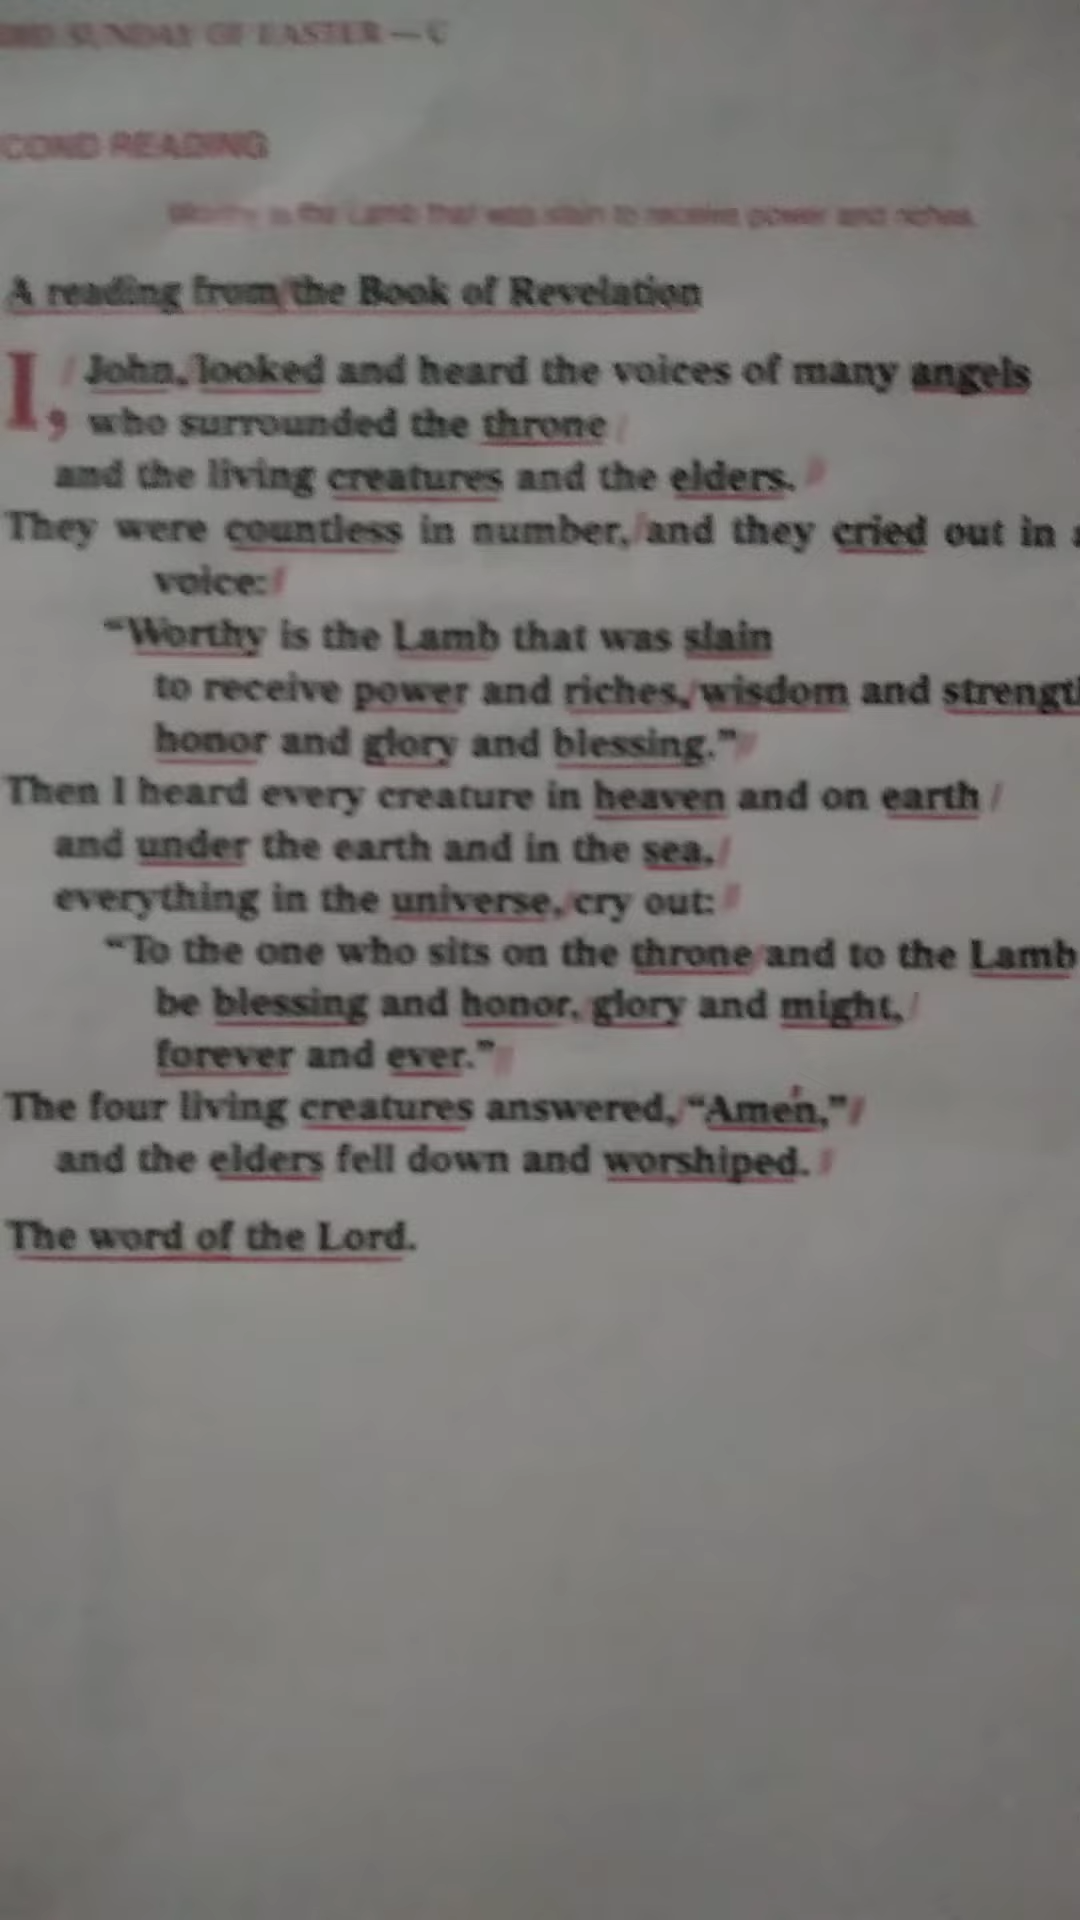 SUNDAY OF EASTER — C
COND READING
Worthy is the Lamb that was slain to receive power and riches.
A reading from/the Book of Revelation
I, / John,/looked and heard the voices of many angels
who surrounded the throne /
and the living creatures and the elders. //
They were countless in number,/and they cried out in a
voice:/
“Worthy is the Lamb that was slain
to receive power and riches,/wisdom and strengt
honor and glory and blessing.”//
Then I heard every creature in heaven and on earth /
and under the earth and in the sea,/
everything in the universe,/cry out: //
“To the one who sits on the throne/and to the Lamb
be blessing and honor,/glory and might,/
forever and ever.”//
The four living creatures answered,/“Amen,”/
and the elders fell down and worshiped. //
The word of the Lord.